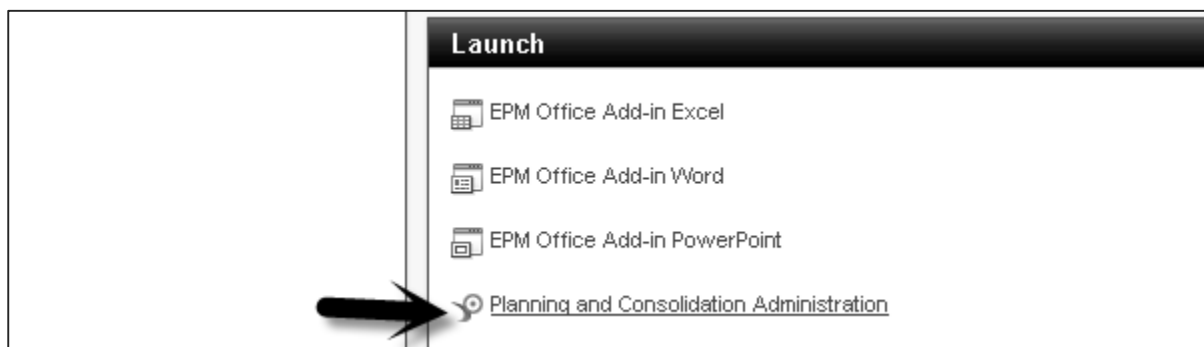 Launch
EPM Office Add-in Excel
EPM Office Add-in Word
EPM Office Add-in PowerPoint
Planning and Consolidation Administration